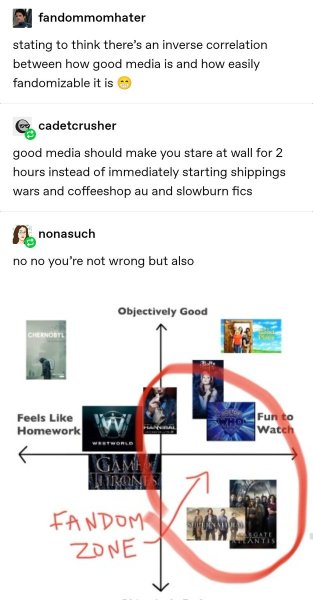 fandommomhater
stating to think there's an inverse correlation
between how good media is and how easily
fandomizable it is 😁
cadetcrusher
good media should make you stare at wall for 2
hours instead of immediately starting shippings
wars and coffeeshop au and slowburn fics
nonasuch
no no you're not wrong but also
Objectively Good
CHERNOBYL
Good
Place
Buffy
HANNIBAL
WHO
Feels Like
Homework
Fun to
Watch
WESTWORLD
GAME OF
THRONES
SUPERNATURAL
ATLANTIS
FANDOM
ZONE